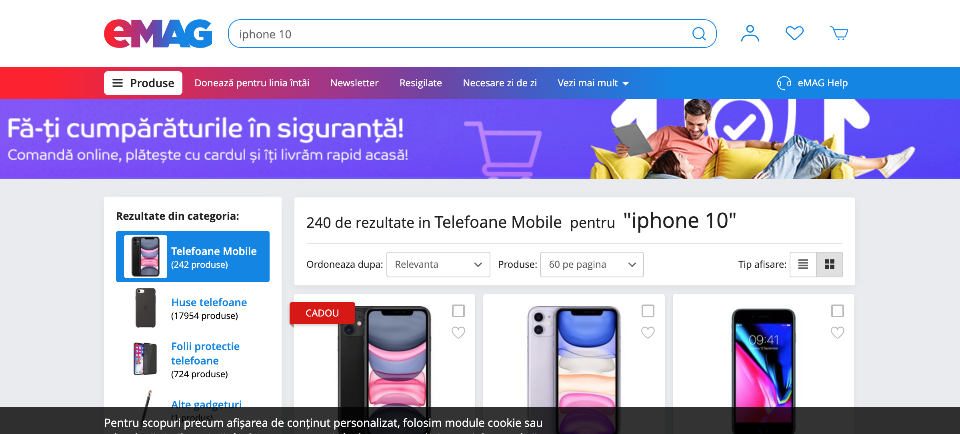 eMAG
iphone 10
Produse
Donează pentru linia întâi
Newsletter
Resigilate
Necesare zi de zi
Vezi mai mult
eMAG Help
Fă-ți cumpărăturile în siguranță!
Comandă online, plătește cu cardul și îți livrăm rapid acasă!
Rezultate din categoria:
Telefoane Mobile
(242 produse)
Huse telefoane
(17954 produse)
Folii protectie
telefoane
(724 produse)
Alte gadgeturi
(1 produs)
240 de rezultate in Telefoane Mobile pentru "iphone 10"
Ordoneaza dupa:
Relevanta
Produse:
60 pe pagina
Tip afisare:
CADOU
09:41
Pentru scopuri precum afișarea de conținut personalizat, folosim module cookie sau